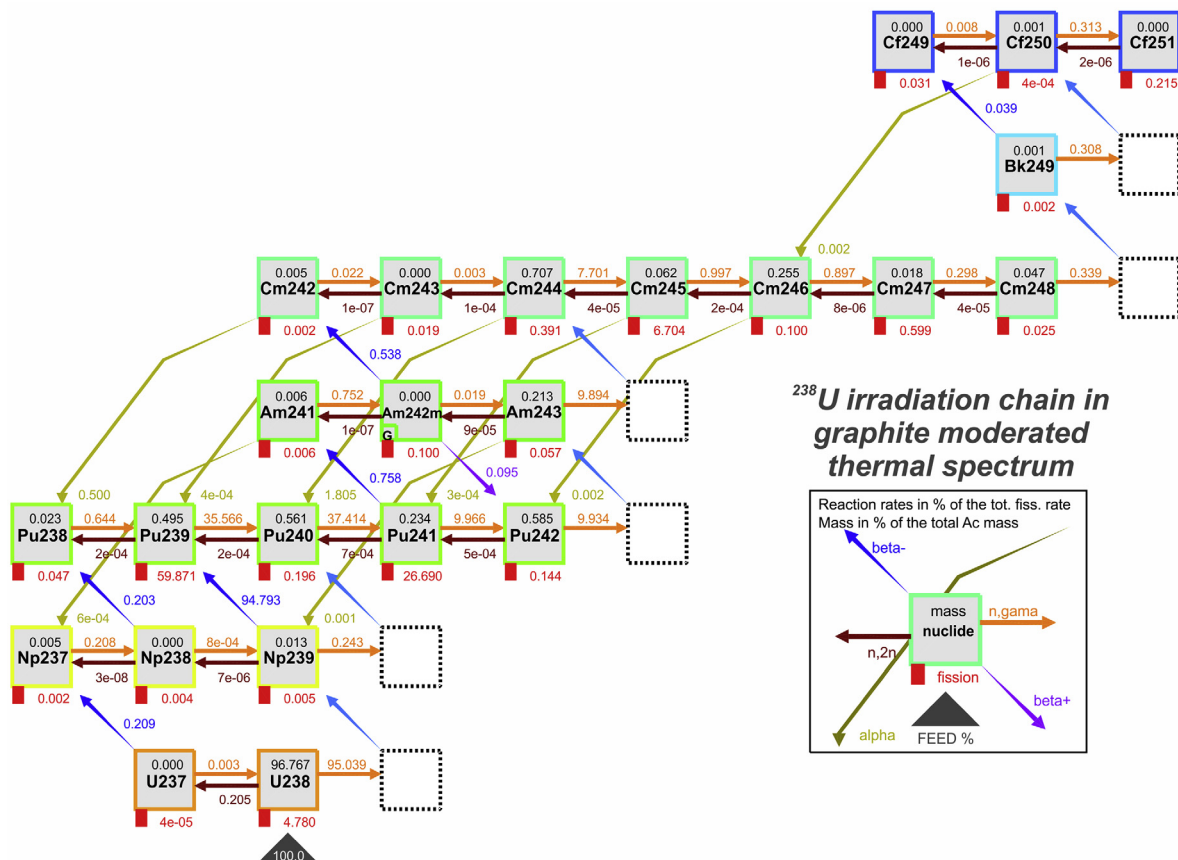 0.000 0.008 0.001 0.313 0.000
Cf249 Cf250 Cf251
1e-06 2e-06
0.031 4e-04 0.215
0.039
0.001 0.308
Bk249
0.002
0.002
0.005 0.022 0.000 0.003 0.707 7.701 0.062 0.997 0.255 0.897 0.018 0.298 0.047 0.339
Cm242 Cm243 Cm244 Cm245 Cm246 Cm247 Cm248
1e-07 1e-04 4e-05 2e-04 8e-06 4e-05
0.002 0.019 0.391 6.704 0.100 0.599 0.025
0.538
0.006 0.752 0.000 0.019 0.213 9.894
Am241 Am242m Am243
1e-07 9e-05
G
0.006 0.100 0.057
0.758 0.095
0.500 4e-04 1.805 3e-04 0.002
0.023 0.644 0.495 35.566 0.561 37.414 0.234 9.966 0.585 9.934
Pu238 Pu239 Pu240 Pu241 Pu242
2e-04 2e-04 7e-04 5e-04
0.047 59.871 0.196 26.690 0.144
0.203 94.793
6e-04 0.001
0.005 0.208 0.000 8e-04 0.013 0.243
Np237 Np238 Np239
3e-08 7e-06
0.002 0.004 0.005
0.209
0.000 0.003 96.767 95.039
U237 U238
0.205
4e-05 4.780
100.0
²³⁸U irradiation chain in
graphite moderated
thermal spectrum
Reaction rates in % of the tot. fiss. rate
Mass in % of the total Ac mass
beta-
mass n,gama
nuclide
n,2n
fission
beta+
alpha
FEED %